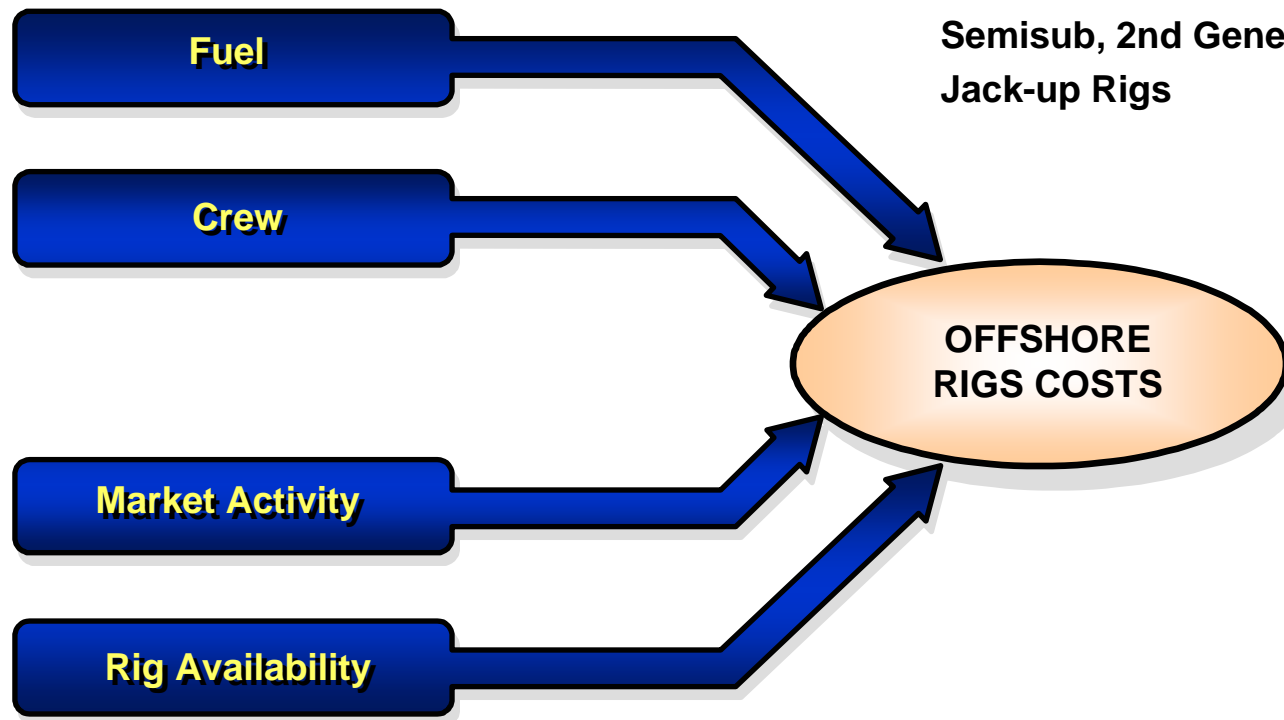 Fuel
Semisub, 2nd Gene
Jack-up Rigs
Crew
OFFSHORE
RIGS COSTS
Market Activity
Rig Availability